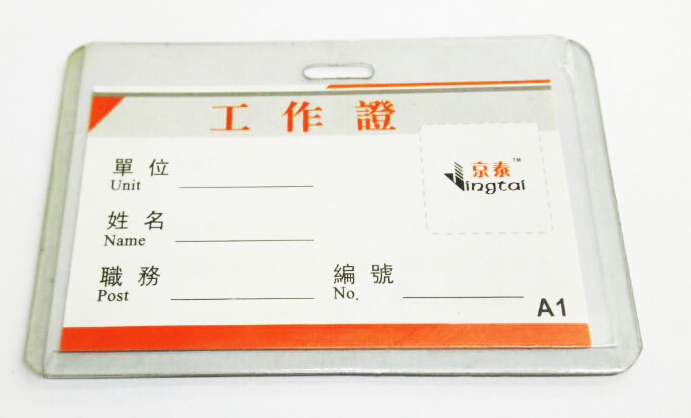 工作證
京泰™
Jingtai
單位
Unit
姓名
Name
職務 編號
Post No.
A1